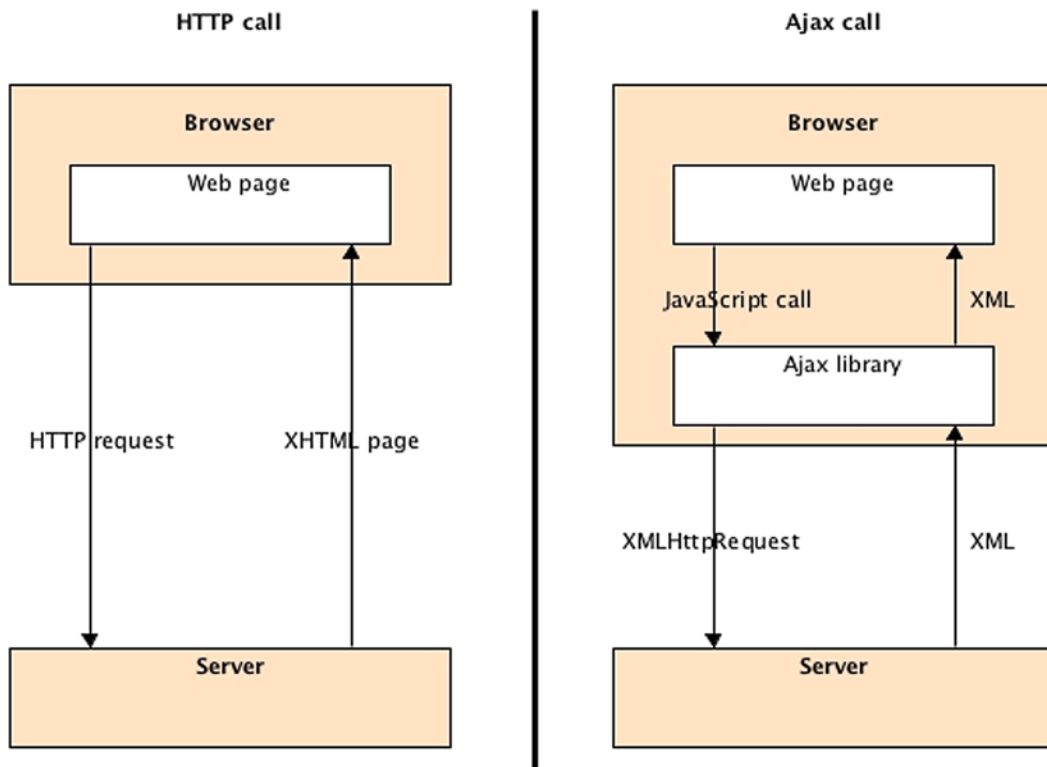 HTTP call
Browser
Web page
HTTP request
XHTML page
Server
Ajax call
Browser
Web page
JavaScript call
XML
Ajax library
XMLHttpRequest
XML
Server